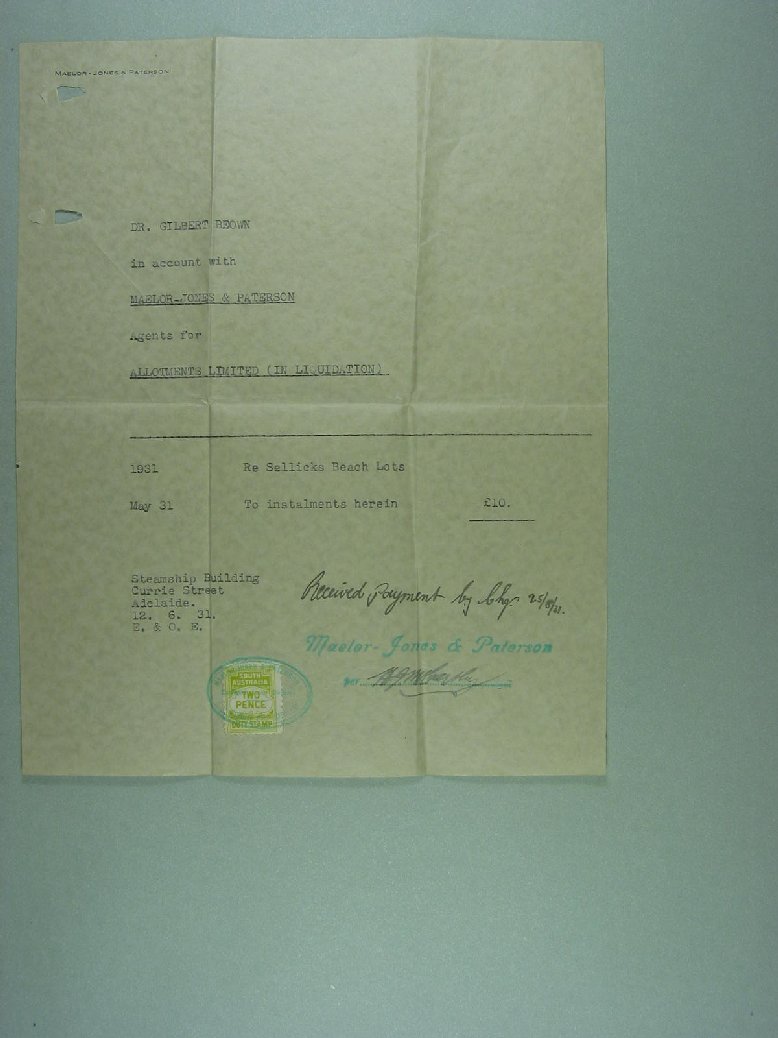 MAELOR-JONES & PATERSON
DR. GILBERT BROWN
in account with
MAELOR-JONES & PATERSON
Agents for
ALLOTMENTS LIMITED (IN LIQUIDATION)
1931 Re Sellicks Beach Lots
May 31 To instalments herein £10.
Steamship Building
Currie Street
Adelaide.
12. 6. 31.
E. & O. E.
Received payment by Chq
Maelor-Jones & Paterson
per
SOUTH
AUSTRALIA
TWO
PENCE
DUTY STAMP